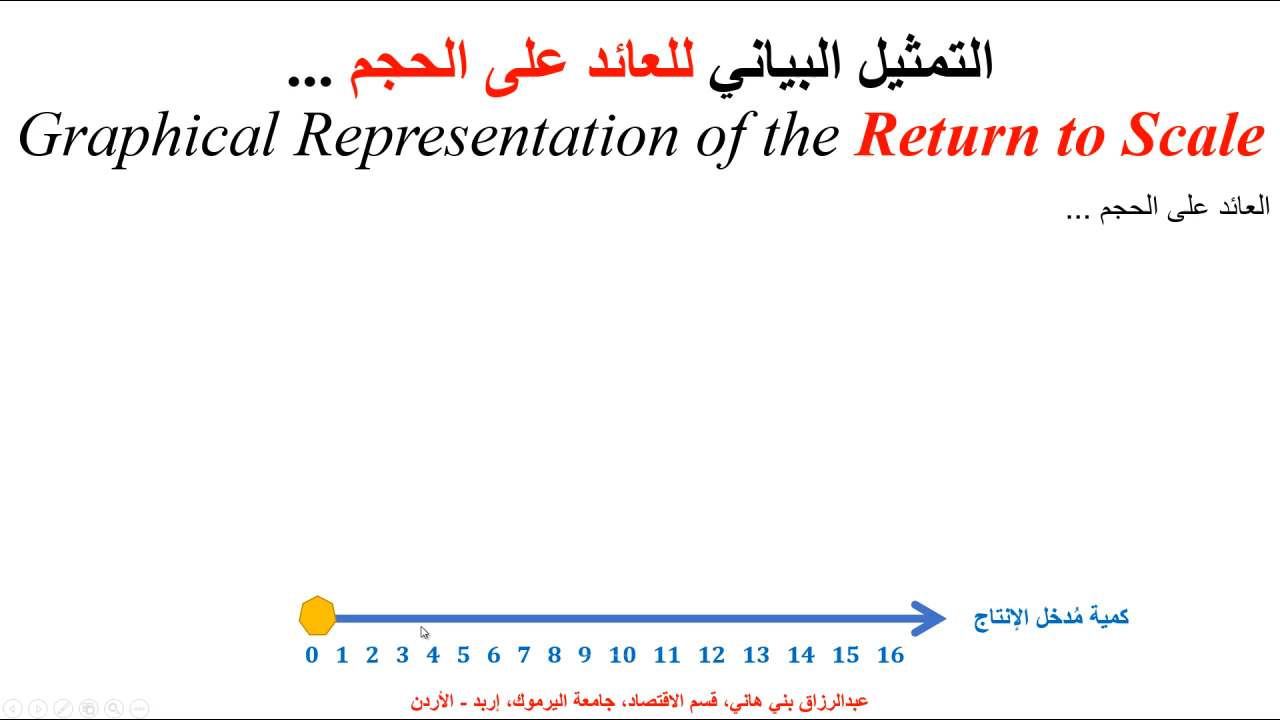 التمثيل البياني للعائد على الحجم ...
Graphical Representation of the Return to Scale
العائد على الحجم ...
كمية مُدخل الإنتاج
0 1 2 3 4 5 6 7 8 9 10 11 12 13 14 15 16
عبدالرزاق بني هاني، قسم الاقتصاد، جامعة اليرموك، إربد - الأردن